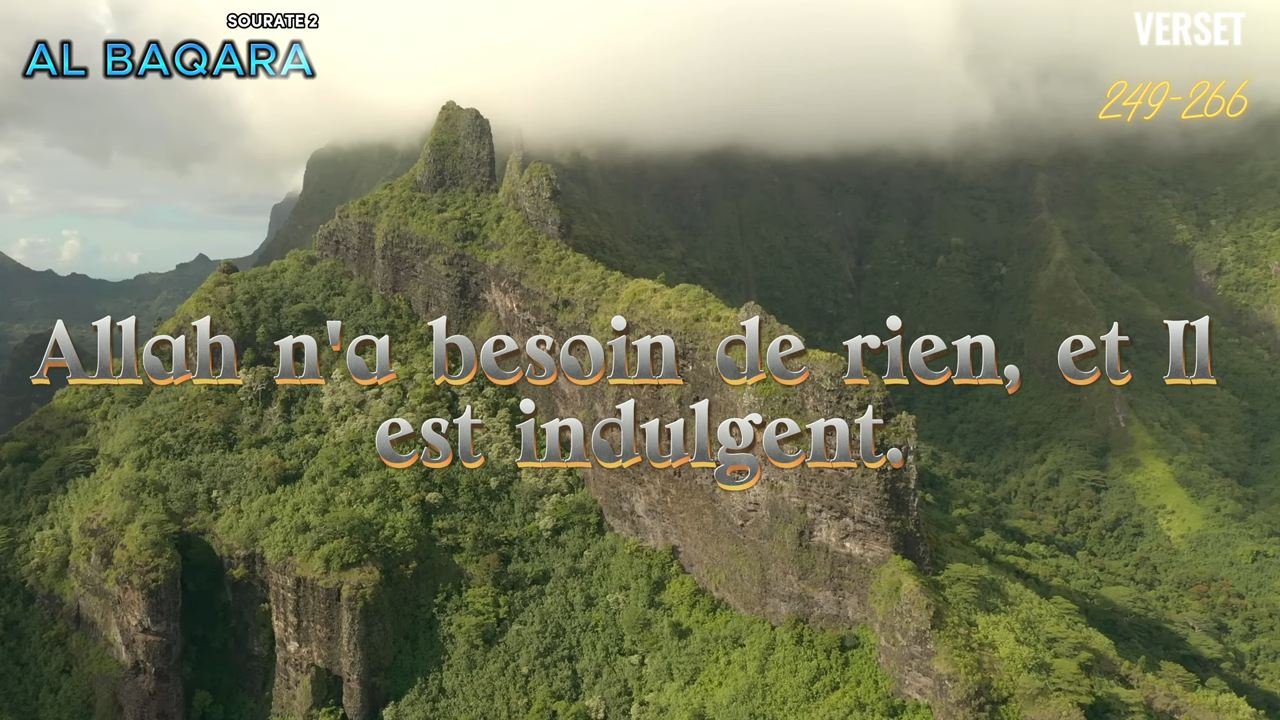 SOURATE 2
AL BAQARA
VERSET
249-266
Allah n'a besoin de rien, et Il
est indulgent.